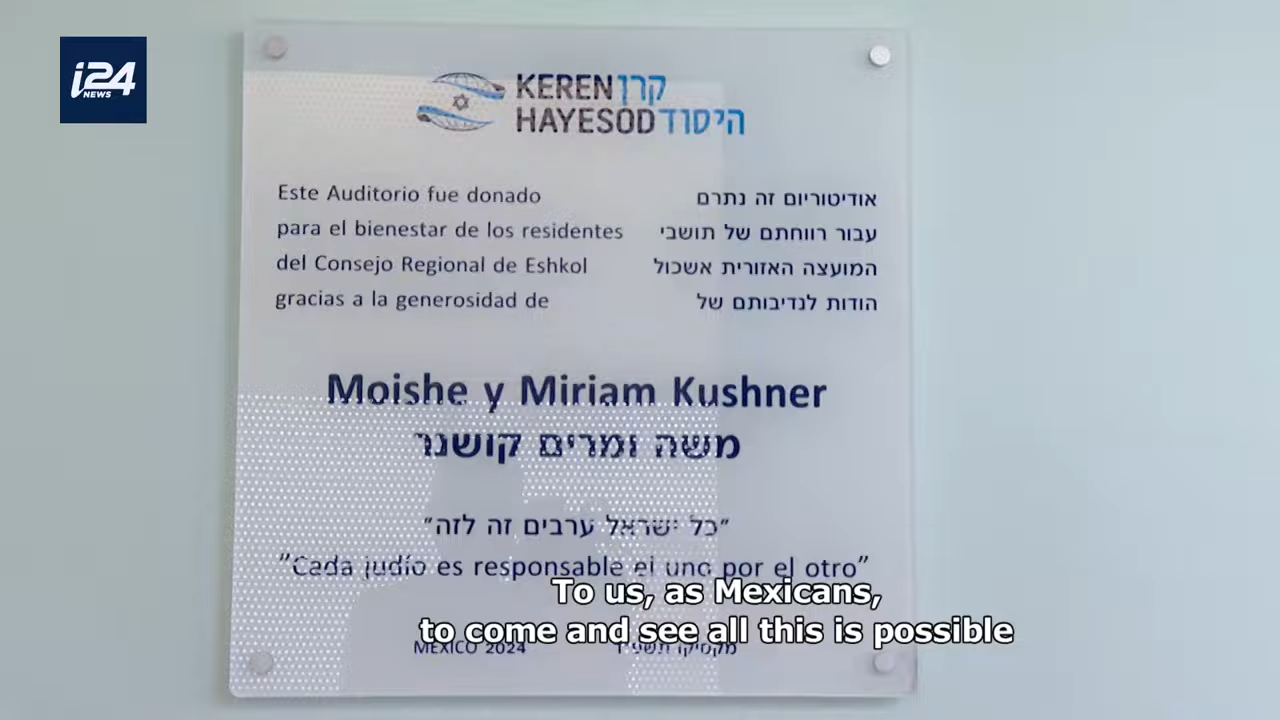 i24
NEWS
KEREN קרן
HAYESOD היסוד
Este Auditorio fue donado
para el bienestar de los residentes
del Consejo Regional de Eshkol
gracias a la generosidad de
אודיטוריום זה נתרם
עבור רווחתם של תושבי
המועצה האזורית אשכול
הודות לנדיבותם של
Moishe y Miriam Kushner
משה ומרים קושנר
"כל ישראל ערבים זה לזה"
"Cada judío es responsable el uno por el otro"
To us, as Mexicans,
to come and see all this is possible
MÉXICO 2024 מקסיקו